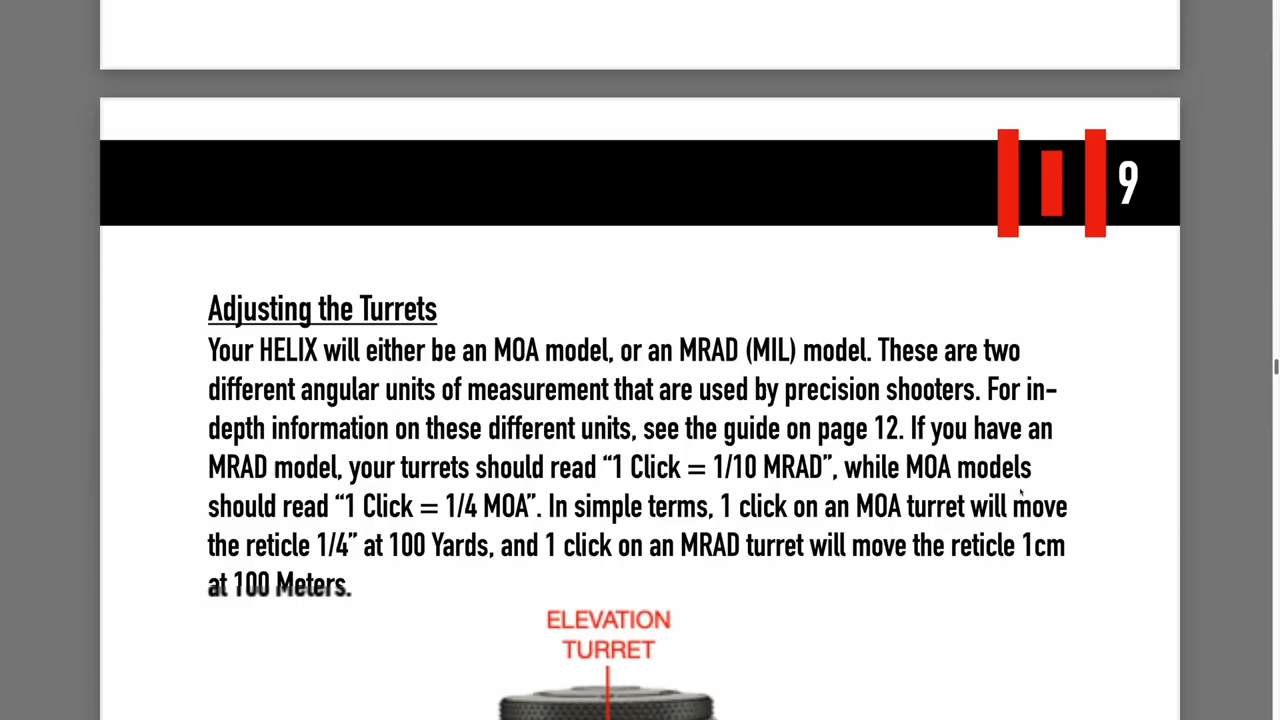 9
Adjusting the Turrets
Your HELIX will either be an MOA model, or an MRAD (MIL) model. These are two
different angular units of measurement that are used by precision shooters. For in-
depth information on these different units, see the guide on page 12. If you have an
MRAD model, your turrets should read “1 Click = 1/10 MRAD”, while MOA models
should read “1 Click = 1/4 MOA”. In simple terms, 1 click on an MOA turret will move
the reticle 1/4” at 100 Yards, and 1 click on an MRAD turret will move the reticle 1cm
at 100 Meters.
ELEVATION
TURRET